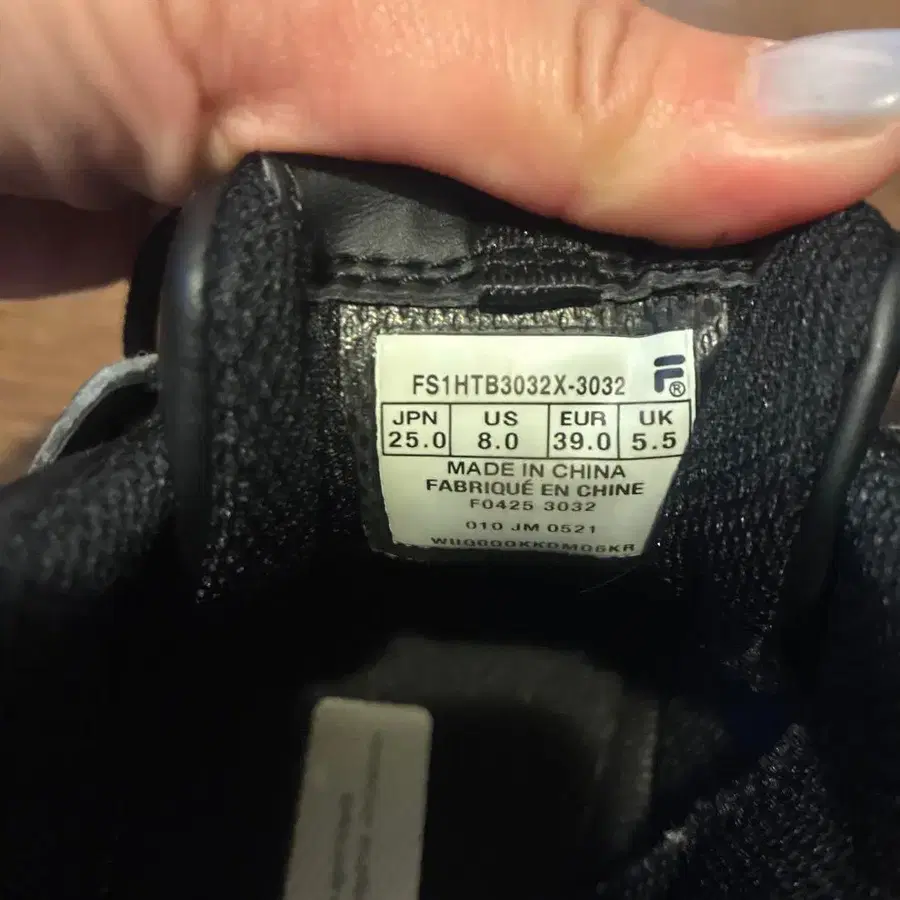 FS1HTB3032X-3032 F®
JPN US EUR UK
25.0 8.0 39.0 5.5
MADE IN CHINA
FABRIQUÉ EN CHINE
F0425 3032
010 JM 0521